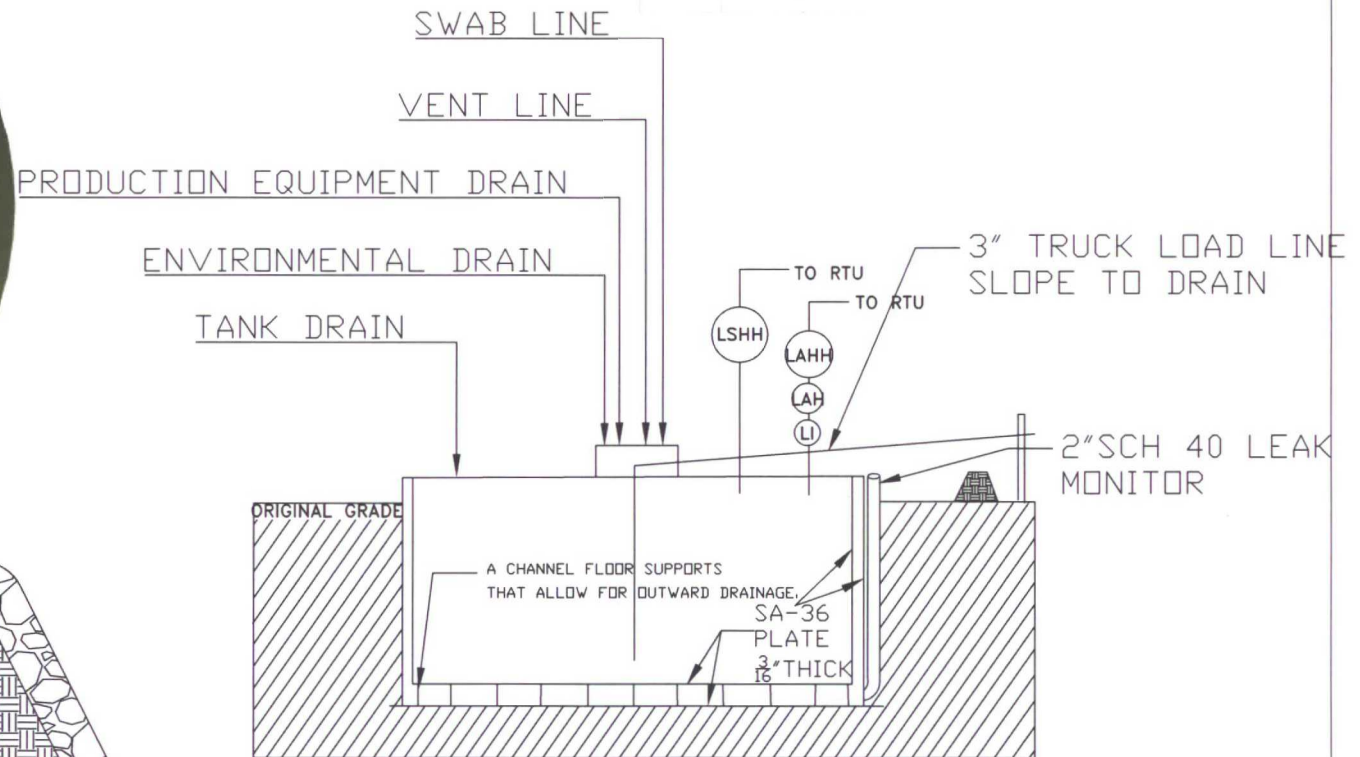 SWAB LINE
VENT LINE
PRODUCTION EQUIPMENT DRAIN
ENVIRONMENTAL DRAIN
TANK DRAIN
TO RTU
TO RTU
3" TRUCK LOAD LINE
SLOPE TO DRAIN
LSHH
LAHH
LAH
LI
2"SCH 40 LEAK
MONITOR
ORIGINAL GRADE
A CHANNEL FLOOR SUPPORTS
THAT ALLOW FOR OUTWARD DRAINAGE.
SA-36
PLATE
3/16"THICK